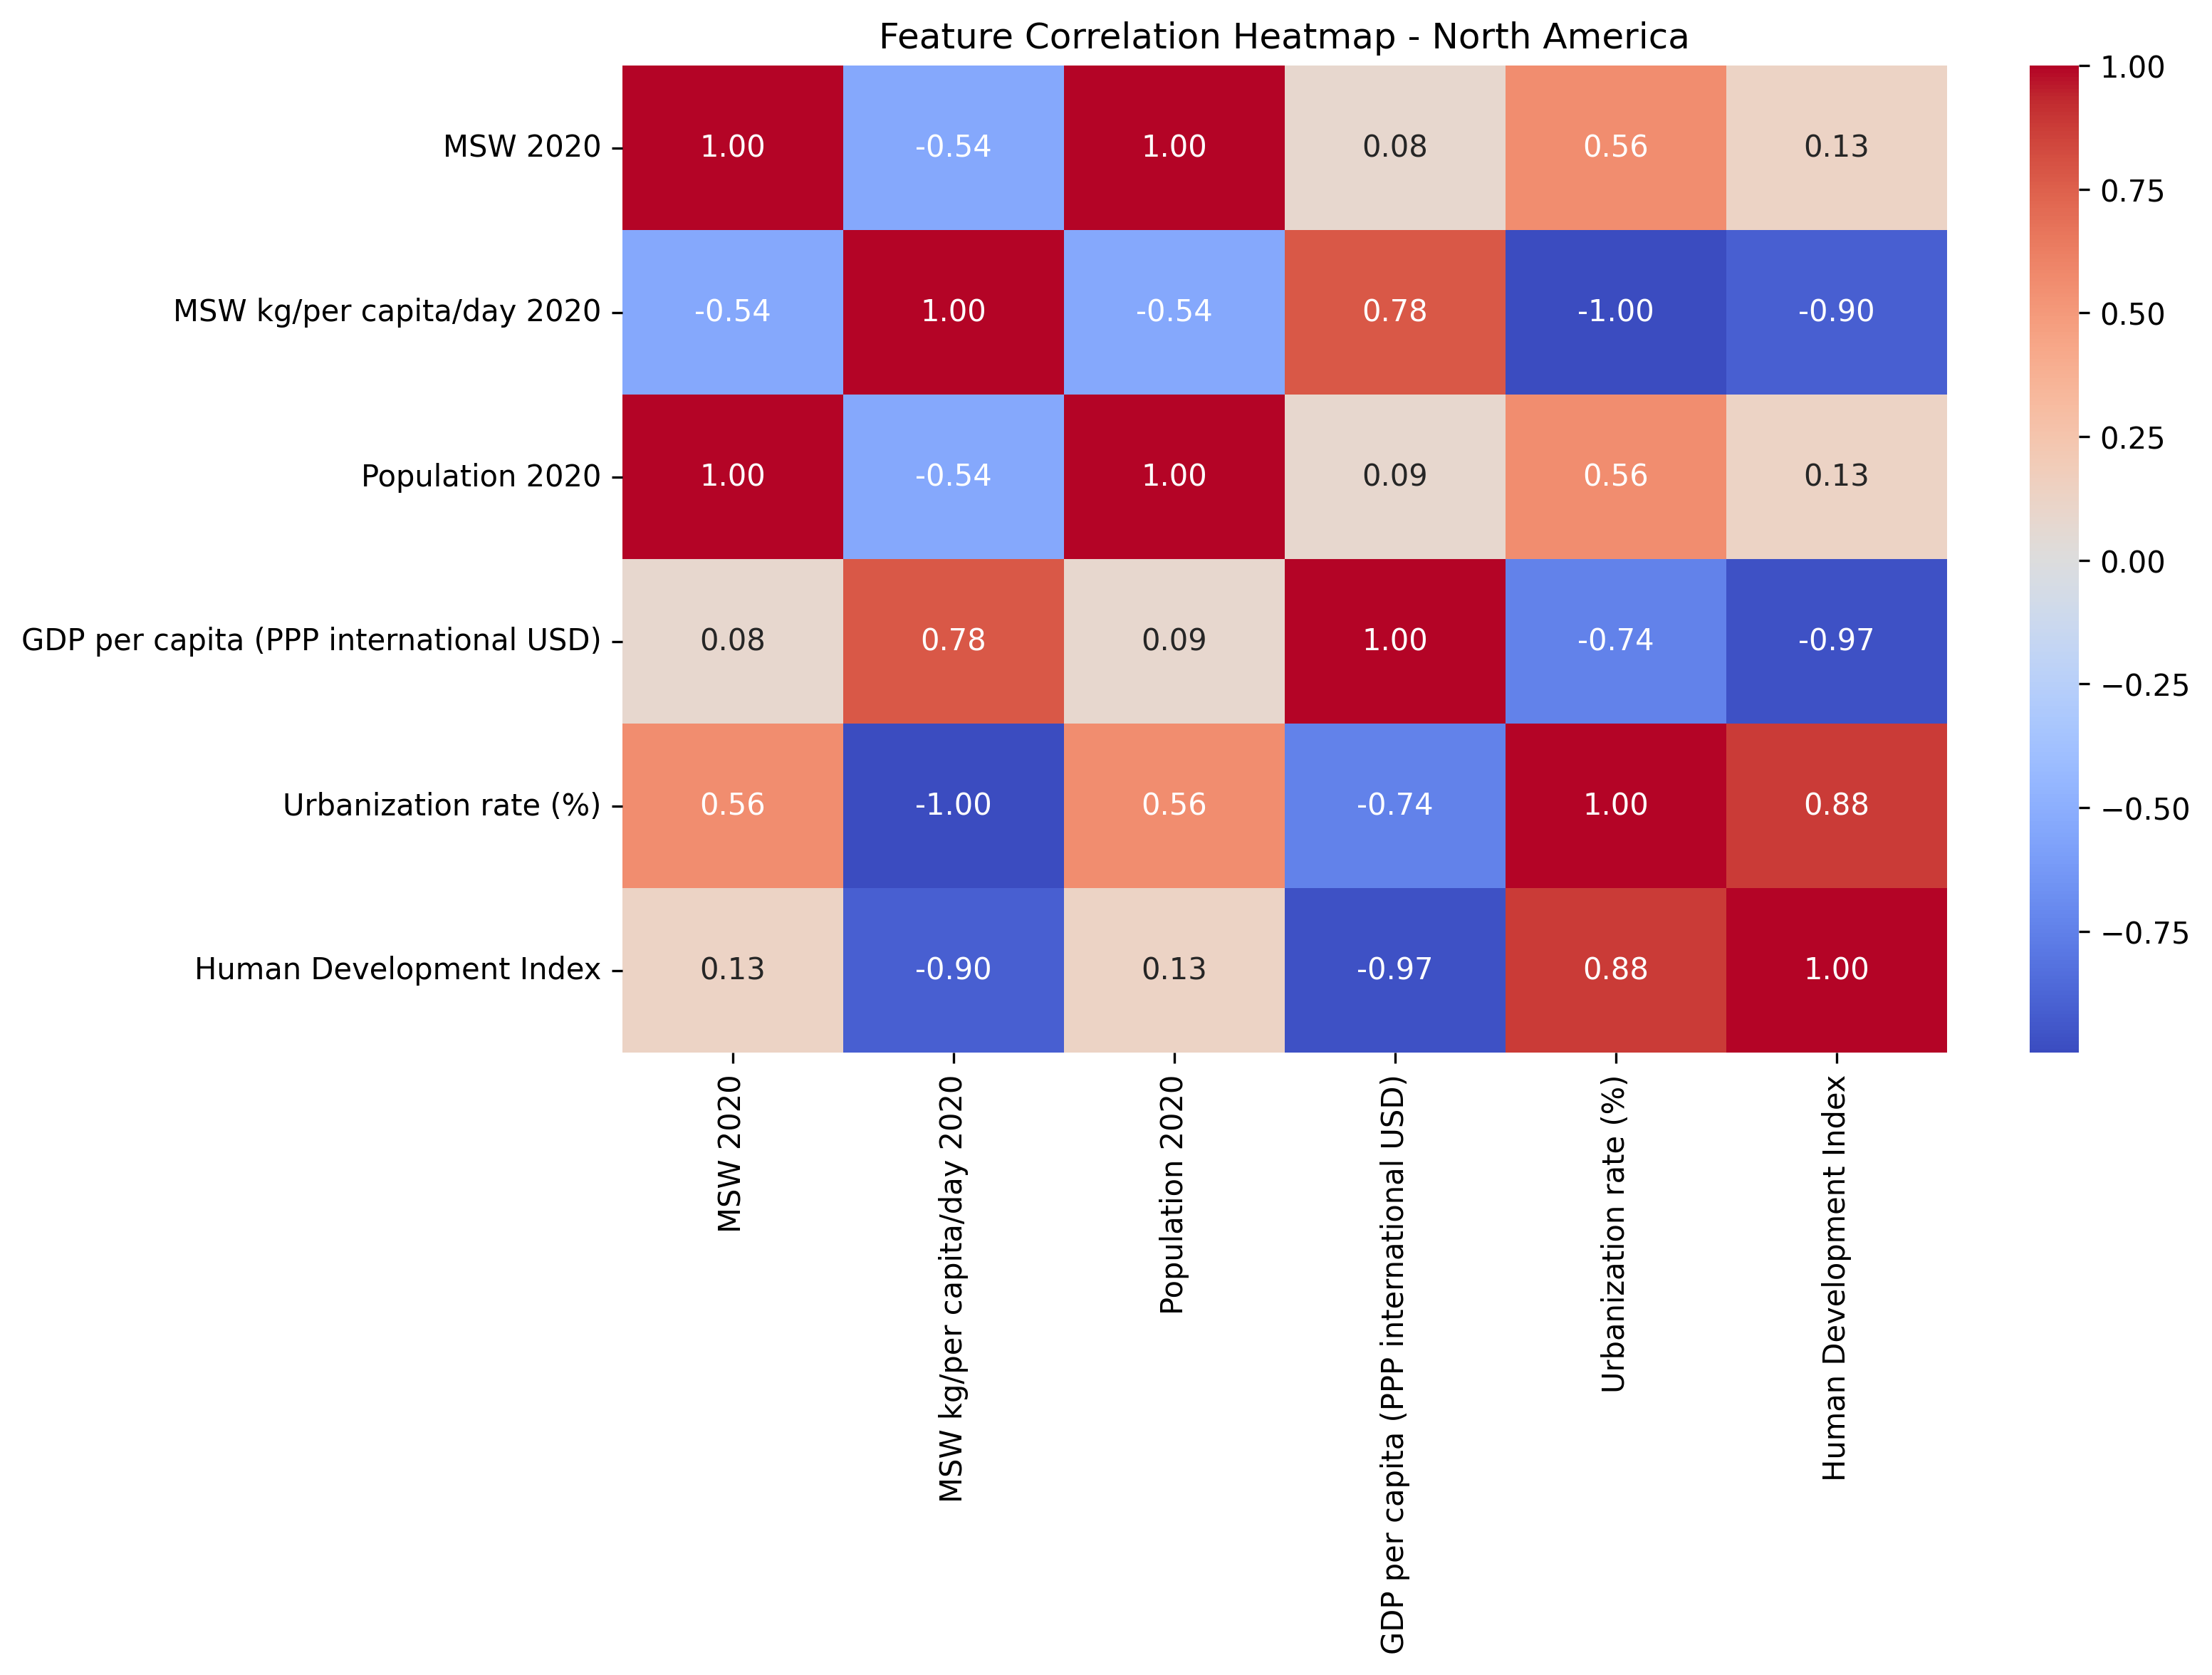 Feature Correlation Heatmap - North America
MSW 2020 1.00 -0.54 1.00 0.08 0.56 0.13
MSW kg/per capita/day 2020 -0.54 1.00 -0.54 0.78 -1.00 -0.90
Population 2020 1.00 -0.54 1.00 0.09 0.56 0.13
GDP per capita (PPP international USD) 0.08 0.78 0.09 1.00 -0.74 -0.97
Urbanization rate (%) 0.56 -1.00 0.56 -0.74 1.00 0.88
Human Development Index 0.13 -0.90 0.13 -0.97 0.88 1.00
MSW 2020
MSW kg/per capita/day 2020
Population 2020
GDP per capita (PPP international USD)
Urbanization rate (%)
Human Development Index
1.00
0.75
0.50
0.25
0.00
−0.25
−0.50
−0.75